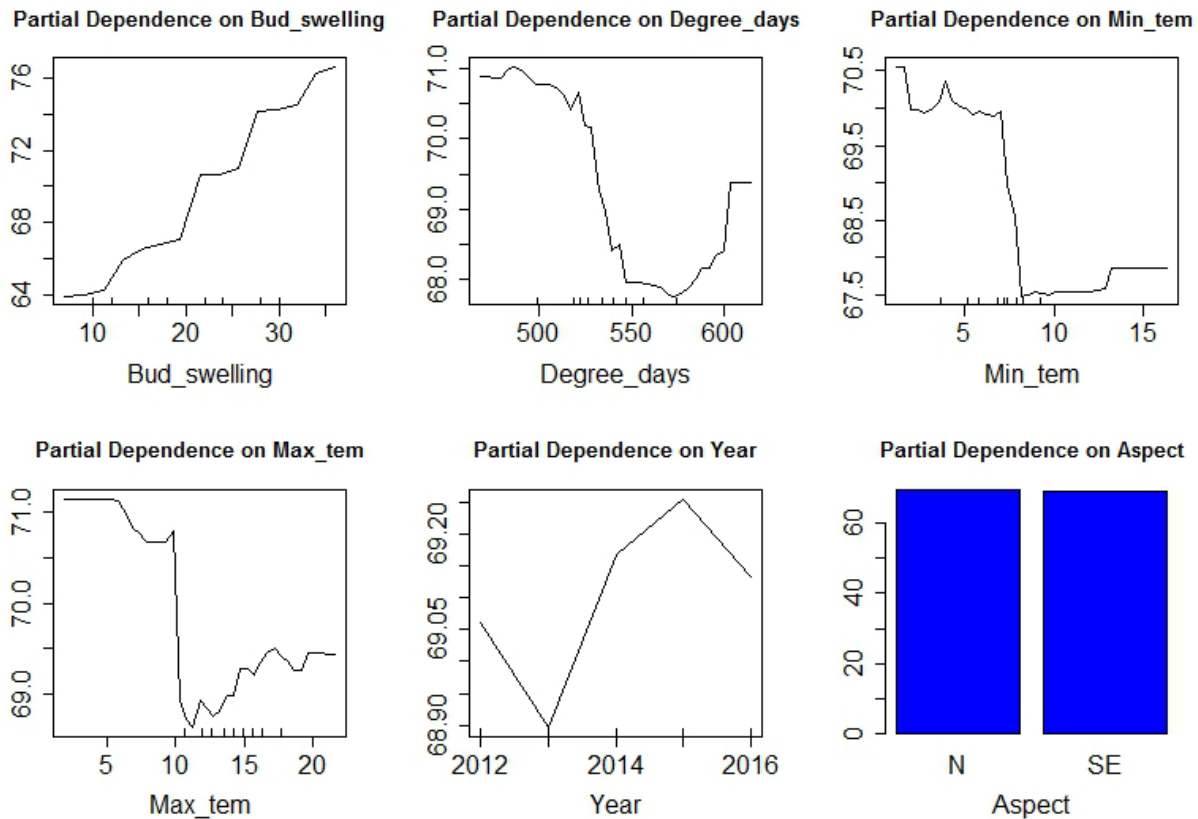 Partial Dependence on Bud_swelling
76
72
68
64
10 20 30
Bud_swelling
Partial Dependence on Degree_days
71.0
70.0
69.0
68.0
500 550 600
Degree_days
Partial Dependence on Min_tem
70.5
69.5
68.5
67.5
5 10 15
Min_tem
Partial Dependence on Max_tem
71.0
70.0
69.0
5 10 15 20
Max_tem
Partial Dependence on Year
69.20
69.05
68.90
2012 2014 2016
Year
Partial Dependence on Aspect
60
40
20
0
N SE
Aspect